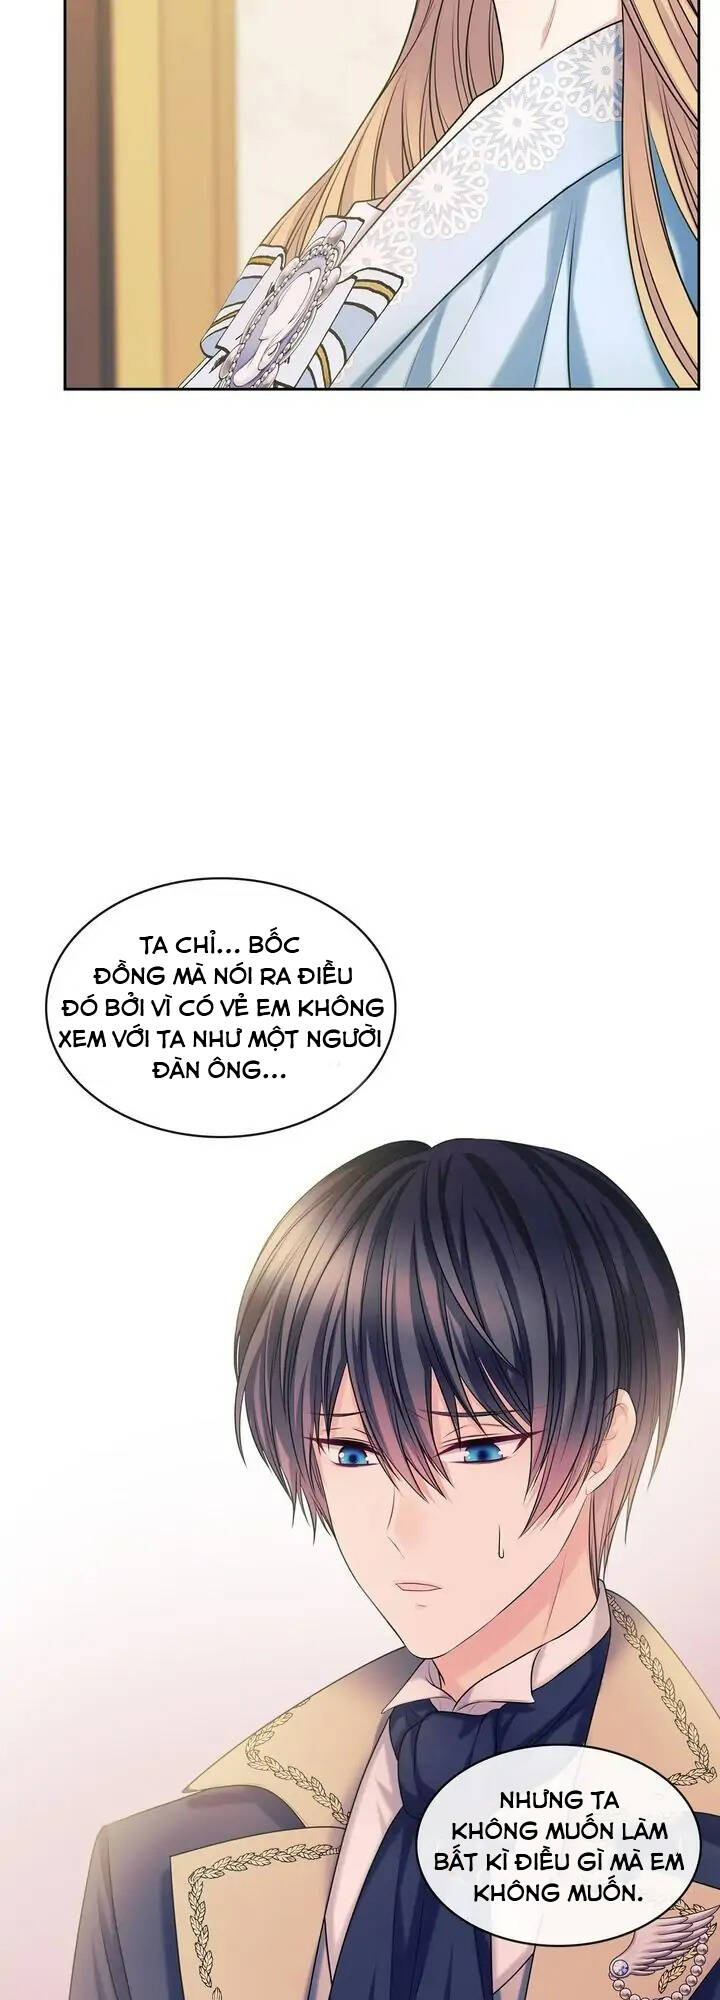 TA CHỈ... BỐC
ĐỒNG MÀ NÓI RA ĐIỀU
ĐÓ BỞI VÌ CÓ VẺ EM KHÔNG
XEM VỚI TA NHƯ MỘT NGƯỜI
ĐÀN ÔNG...
NHƯNG TA
KHÔNG MUỐN LÀM
BẤT KÌ ĐIỀU GÌ MÀ EM
KHÔNG MUỐN.